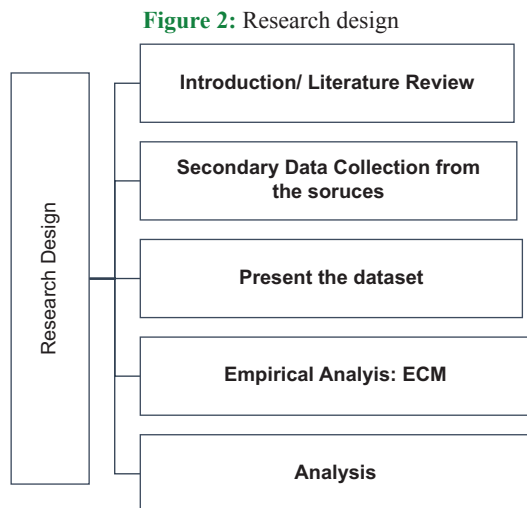 Figure 2: Research design
Research Design
Introduction/ Literature Review
Secondary Data Collection from
the soruces
Present the dataset
Empirical Analyis: ECM
Analysis